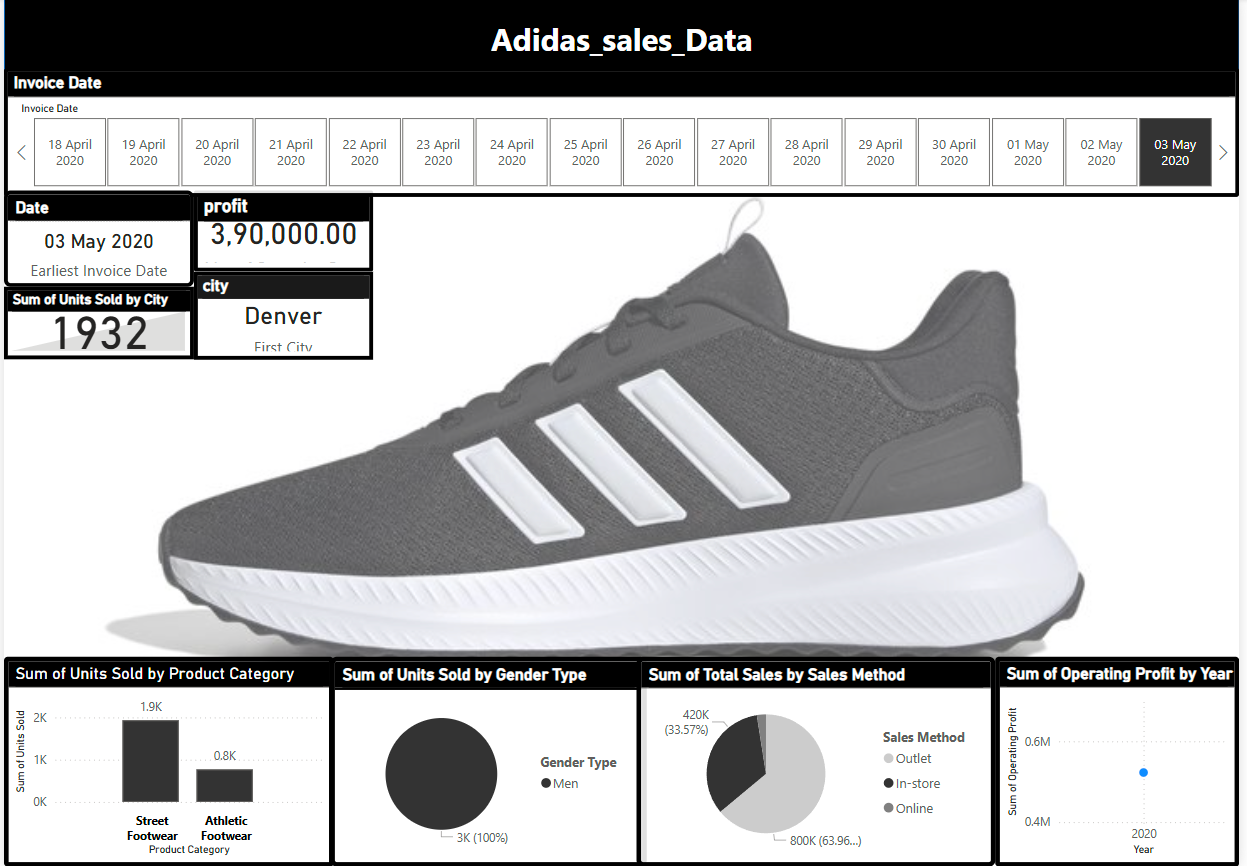 Adidas_sales_Data
Invoice Date
Invoice Date
18 April 2020
19 April 2020
20 April 2020
21 April 2020
22 April 2020
23 April 2020
24 April 2020
25 April 2020
26 April 2020
27 April 2020
28 April 2020
29 April 2020
30 April 2020
01 May 2020
02 May 2020
03 May 2020
Date
03 May 2020
Earliest Invoice Date
profit
3,90,000.00
Sum of Units Sold by City
1932
city
Denver
First City
Sum of Units Sold by Product Category
Sum of Units Sold
2K
1K
0K
1.9K
0.8K
Street Footwear
Athletic Footwear
Product Category
Sum of Units Sold by Gender Type
3K (100%)
Gender Type
Men
Sum of Total Sales by Sales Method
420K
(33.57%)
800K (63.96...)
Sales Method
Outlet
In-store
Online
Sum of Operating Profit by Year
Sum of Operating Profit
0.6M
0.4M
2020
Year